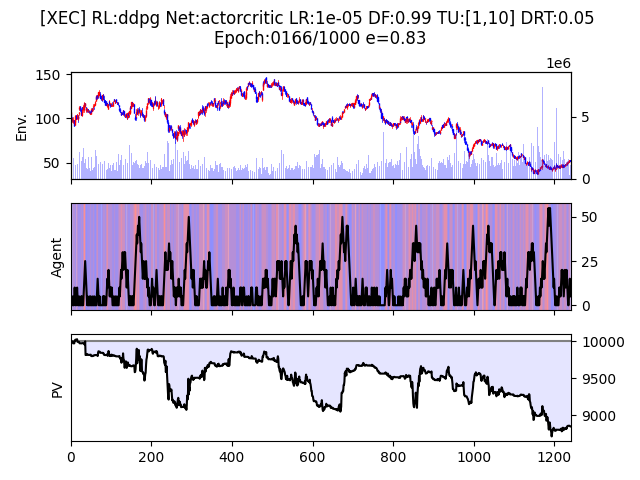 [XEC] RL:ddpg Net:actorcritic LR:1e-05 DF:0.99 TU:[1,10] DRT:0.05
Epoch:0166/1000 e=0.83
1e6
150
100
50
Env.
5
0
Agent
50
25
0
PV
10000
9500
9000
0 200 400 600 800 1000 1200